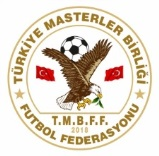 TÜRKİYE MASTERLER BİRLİĞİ
T.M.B.F.F.
2018
FUTBOL FEDERASYONU